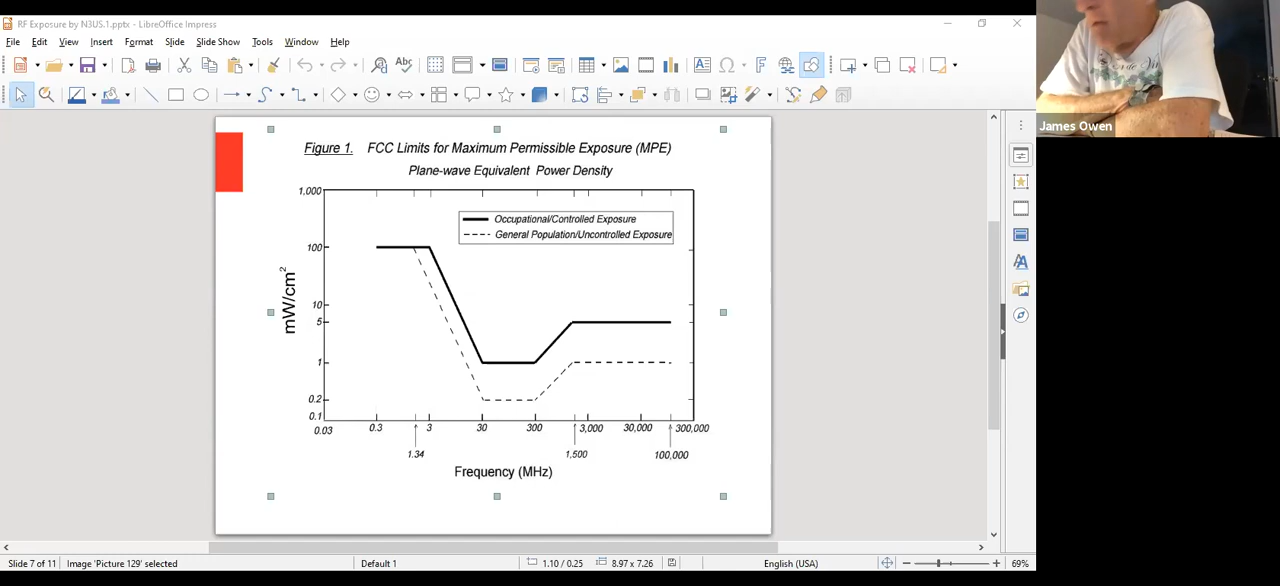 RF Exposure by N3US.1.pptx - LibreOffice Impress
File Edit View Insert Format Slide Slide Show Tools Window Help
Abc
James Owen
Figure 1. FCC Limits for Maximum Permissible Exposure (MPE)
Plane-wave Equivalent Power Density
1,000
Occupational/Controlled Exposure
General Population/Uncontrolled Exposure
100
mW/cm²
10
5
1
0.2
0.1
0.03 0.3 3 30 300 3,000 30,000 300,000
1.34 1,500 100,000
Frequency (MHz)
Slide 7 of 11 Image 'Picture 129' selected Default 1 1.10 / 0.25 8.97 x 7.26 English (USA) 69%